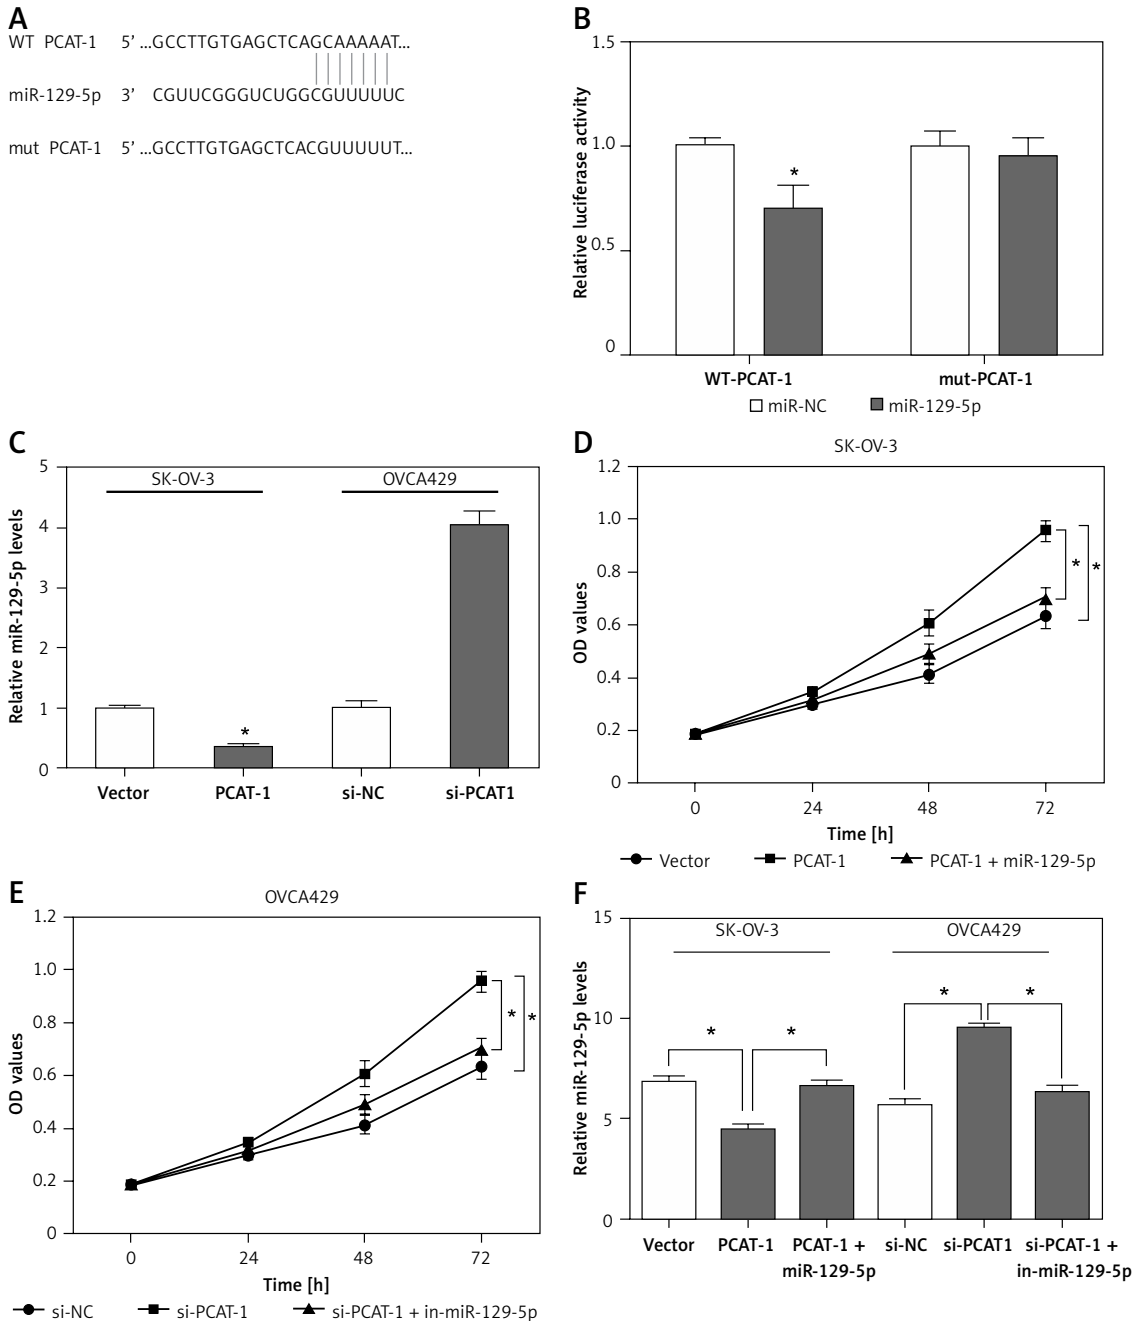 A
WT PCAT-1 5’ ...GCCTTGTGAGCTCAGCAAAAAT...
miR-129-5p 3’ CGUUCGGGUCUGGCGUUUUUC
mut PCAT-1 5’ ...GCCTTGTGAGCTCACGUUUUUT...
B
Relative luciferase activity
1.5
1.0
0.5
0
*
WT-PCAT-1 mut-PCAT-1
miR-NC miR-129-5p
C
Relative miR-129-5p levels
5
4
3
2
1
0
SK-OV-3 OVCA429
*
Vector PCAT-1 si-NC si-PCAT1
D
SK-OV-3
OD values
1.2
1.0
0.8
0.6
0.4
0.2
0
* *
0 24 48 72
Time [h]
Vector PCAT-1 PCAT-1 + miR-129-5p
E
OVCA429
OD values
1.2
1.0
0.8
0.6
0.4
0.2
0
* *
0 24 48 72
Time [h]
si-NC si-PCAT-1 si-PCAT-1 + in-miR-129-5p
F
Relative miR-129-5p levels
15
10
5
0
SK-OV-3 OVCA429
* * * *
Vector PCAT-1 PCAT-1 + si-NC si-PCAT1 si-PCAT-1 +
miR-129-5p in-miR-129-5p